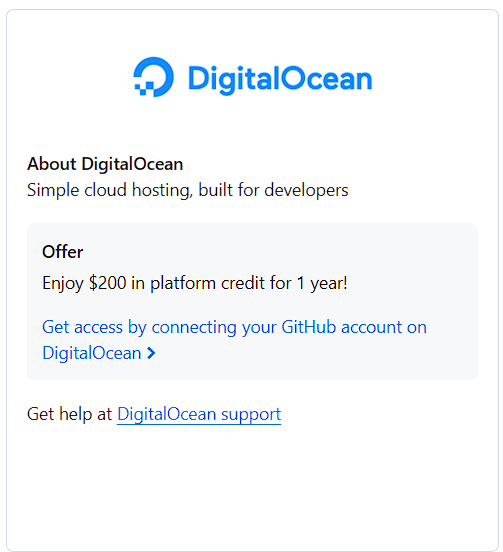 DigitalOcean
About DigitalOcean
Simple cloud hosting, built for developers
Offer
Enjoy $200 in platform credit for 1 year!
Get access by connecting your GitHub account on
DigitalOcean
Get help at DigitalOcean support